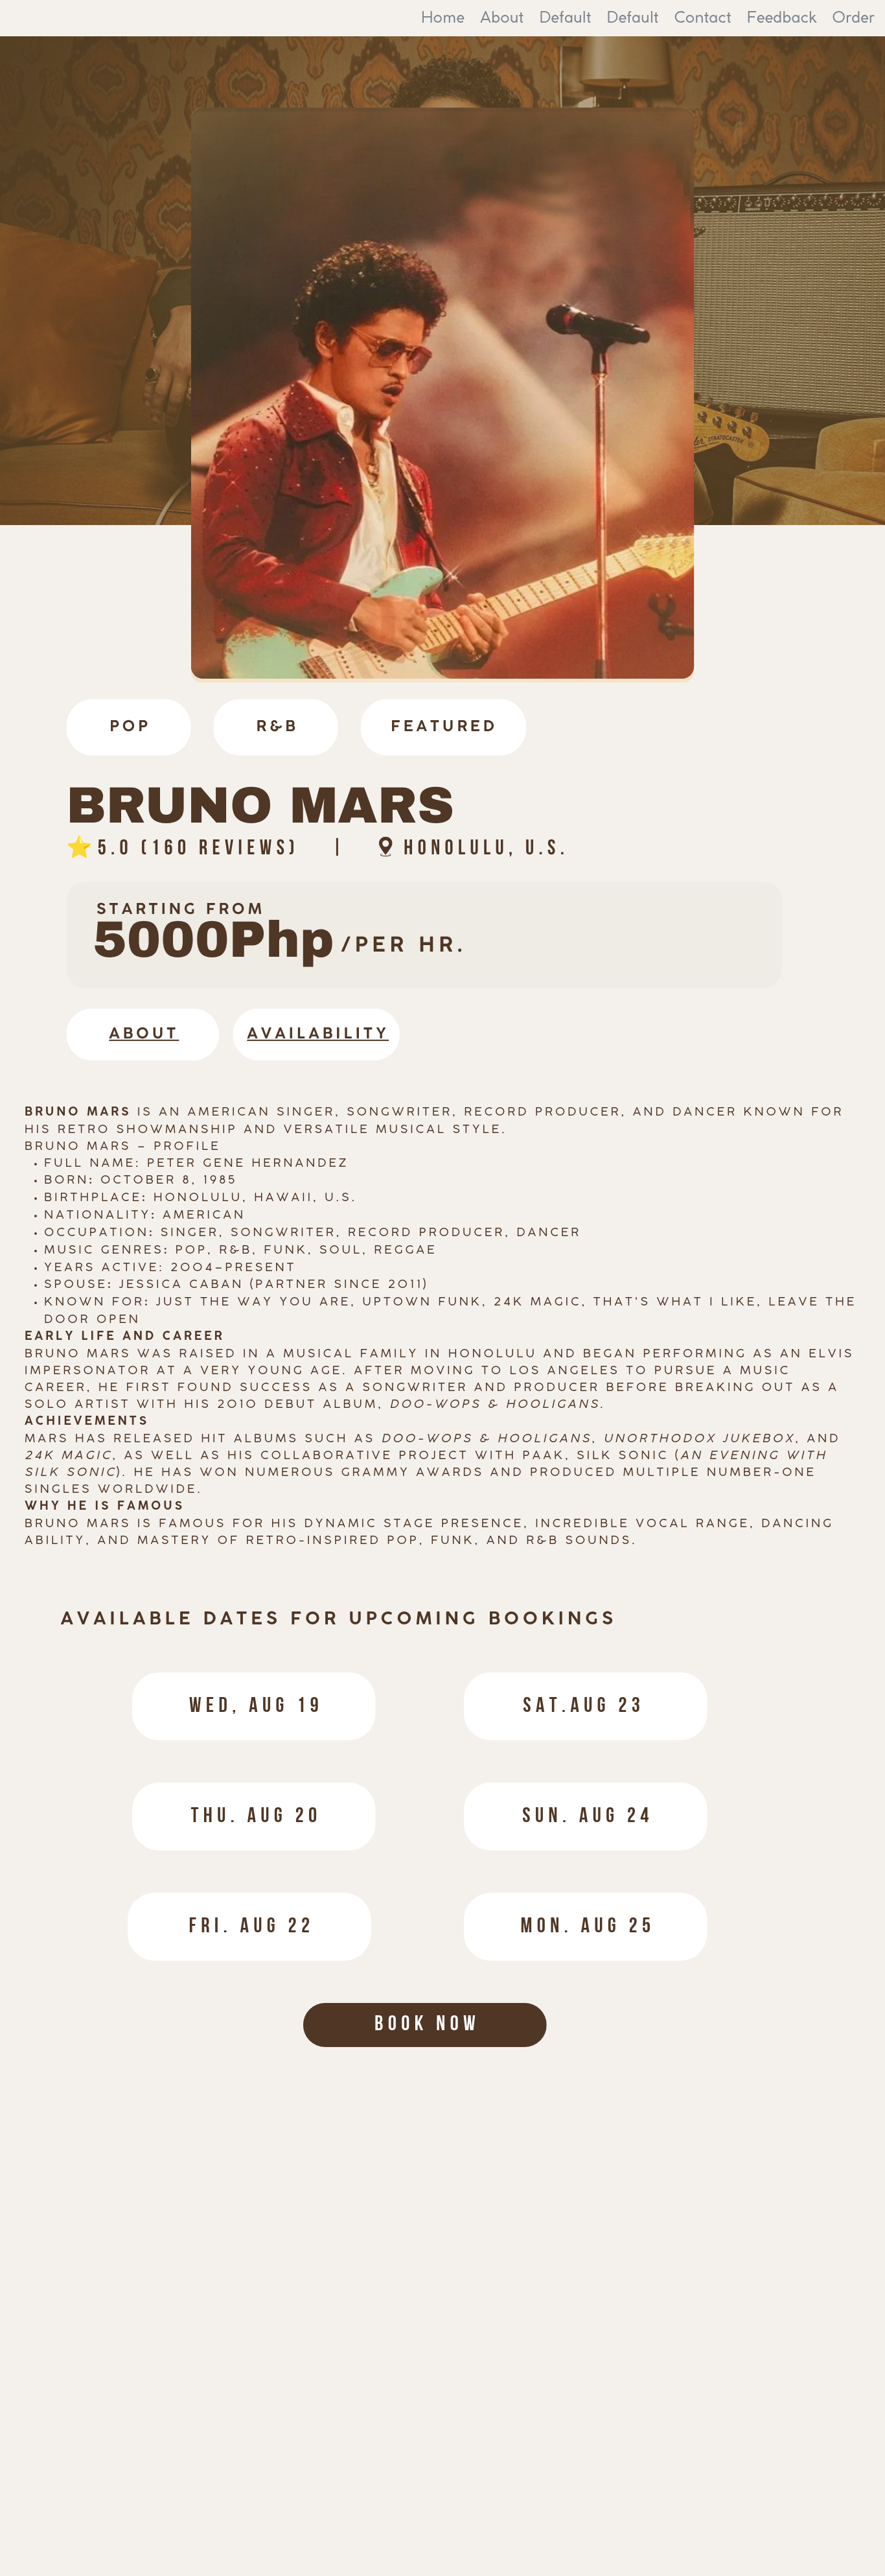 Home About Default Default Contact Feedback Order
STRATOCASTER
POP R&B FEATURED
BRUNO MARS
⭐ 5.0 (160 REVIEWS) | HONOLULU, U.S.
STARTING FROM
5000Php /PER HR.
ABOUT AVAILABILITY
BRUNO MARS IS AN AMERICAN SINGER, SONGWRITER, RECORD PRODUCER, AND DANCER KNOWN FOR
HIS RETRO SHOWMANSHIP AND VERSATILE MUSICAL STYLE.
BRUNO MARS – PROFILE
• FULL NAME: PETER GENE HERNANDEZ
• BORN: OCTOBER 8, 1985
• BIRTHPLACE: HONOLULU, HAWAII, U.S.
• NATIONALITY: AMERICAN
• OCCUPATION: SINGER, SONGWRITER, RECORD PRODUCER, DANCER
• MUSIC GENRES: POP, R&B, FUNK, SOUL, REGGAE
• YEARS ACTIVE: 2004–PRESENT
• SPOUSE: JESSICA CABAN (PARTNER SINCE 2011)
• KNOWN FOR: JUST THE WAY YOU ARE, UPTOWN FUNK, 24K MAGIC, THAT'S WHAT I LIKE, LEAVE THE
DOOR OPEN
EARLY LIFE AND CAREER
BRUNO MARS WAS RAISED IN A MUSICAL FAMILY IN HONOLULU AND BEGAN PERFORMING AS AN ELVIS
IMPERSONATOR AT A VERY YOUNG AGE. AFTER MOVING TO LOS ANGELES TO PURSUE A MUSIC
CAREER, HE FIRST FOUND SUCCESS AS A SONGWRITER AND PRODUCER BEFORE BREAKING OUT AS A
SOLO ARTIST WITH HIS 2010 DEBUT ALBUM, DOO-WOPS & HOOLIGANS.
ACHIEVEMENTS
MARS HAS RELEASED HIT ALBUMS SUCH AS DOO-WOPS & HOOLIGANS, UNORTHODOX JUKEBOX, AND
24K MAGIC, AS WELL AS HIS COLLABORATIVE PROJECT WITH PAAK, SILK SONIC (AN EVENING WITH
SILK SONIC). HE HAS WON NUMEROUS GRAMMY AWARDS AND PRODUCED MULTIPLE NUMBER-ONE
SINGLES WORLDWIDE.
WHY HE IS FAMOUS
BRUNO MARS IS FAMOUS FOR HIS DYNAMIC STAGE PRESENCE, INCREDIBLE VOCAL RANGE, DANCING
ABILITY, AND MASTERY OF RETRO-INSPIRED POP, FUNK, AND R&B SOUNDS.
AVAILABLE DATES FOR UPCOMING BOOKINGS
WED, AUG 19 SAT.AUG 23
THU. AUG 20 SUN. AUG 24
FRI. AUG 22 MON. AUG 25
BOOK NOW